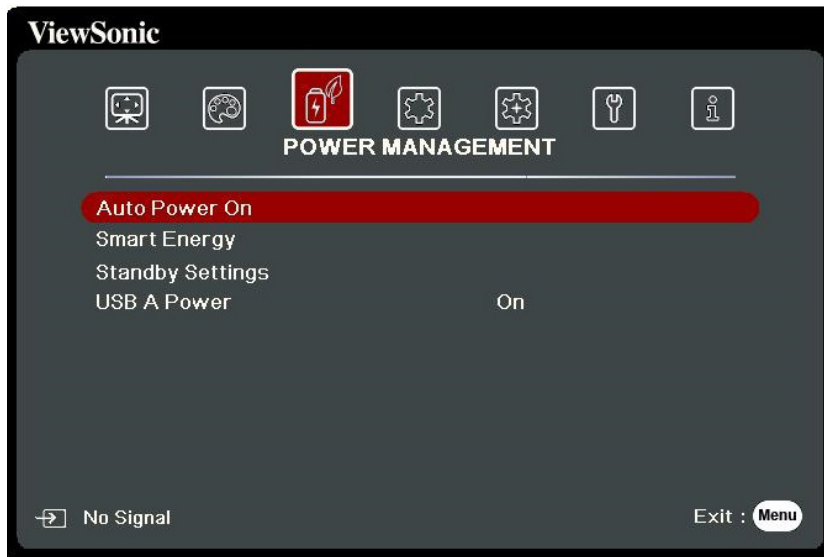 ViewSonic
POWER MANAGEMENT
Auto Power On
Smart Energy
Standby Settings
USB A Power On
No Signal
Exit : Menu